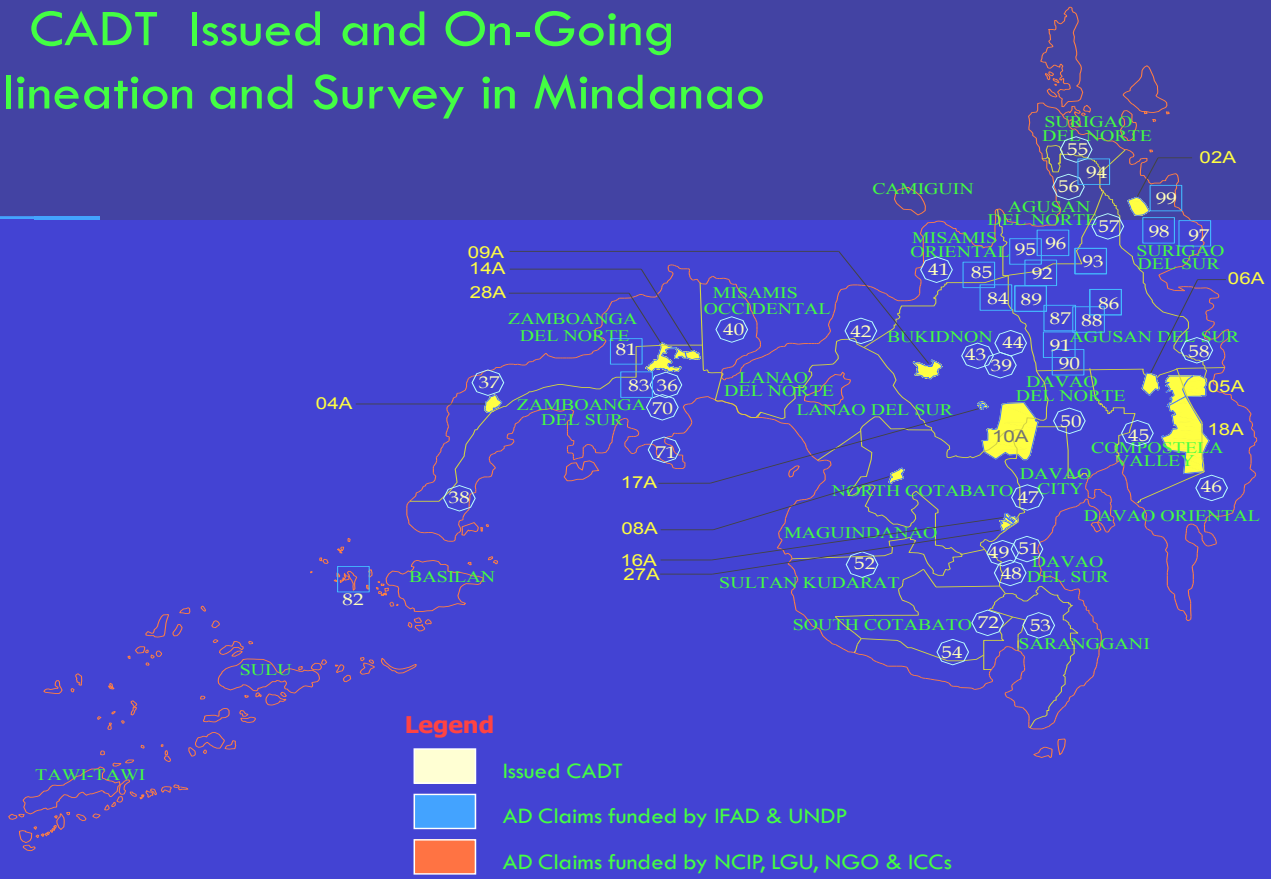 CADT Issued and On-Going
lineation and Survey in Mindanao
SURIGAO
DEL NORTE
55
94
02A
56
99
CAMIGUIN
AGUSAN
DEL NORTE
57
98
97
SURIGAO
DEL SUR
MISAMIS
ORIENTAL
95
96
93
41
85
92
09A
14A
28A
06A
MISAMIS
OCCIDENTAL
84
89
86
87
88
ZAMBOANGA
DEL NORTE
40
42
BUKIDNON
44
AGUSAN DEL SUR
81
43
39
91
90
58
37
83
36
LANAO
DEL NORTE
DAVAO
DEL NORTE
05A
04A
ZAMBOANGA
DEL SUR
70
LANAO DEL SUR
10A
50
45
18A
COMPOSTELA
VALLEY
71
17A
38
NORTH COTABATO
DAVAO
CITY
47
46
08A
MAGUINDANAO
DAVAO ORIENTAL
16A
27A
52
49
51
48
DAVAO
DEL SUR
BASILAN
82
SULTAN KUDARAT
SOUTH COTABATO
72
53
54
SARANGGANI
SULU
TAWI-TAWI
Legend
Issued CADT
AD Claims funded by IFAD & UNDP
AD Claims funded by NCIP, LGU, NGO & ICCs